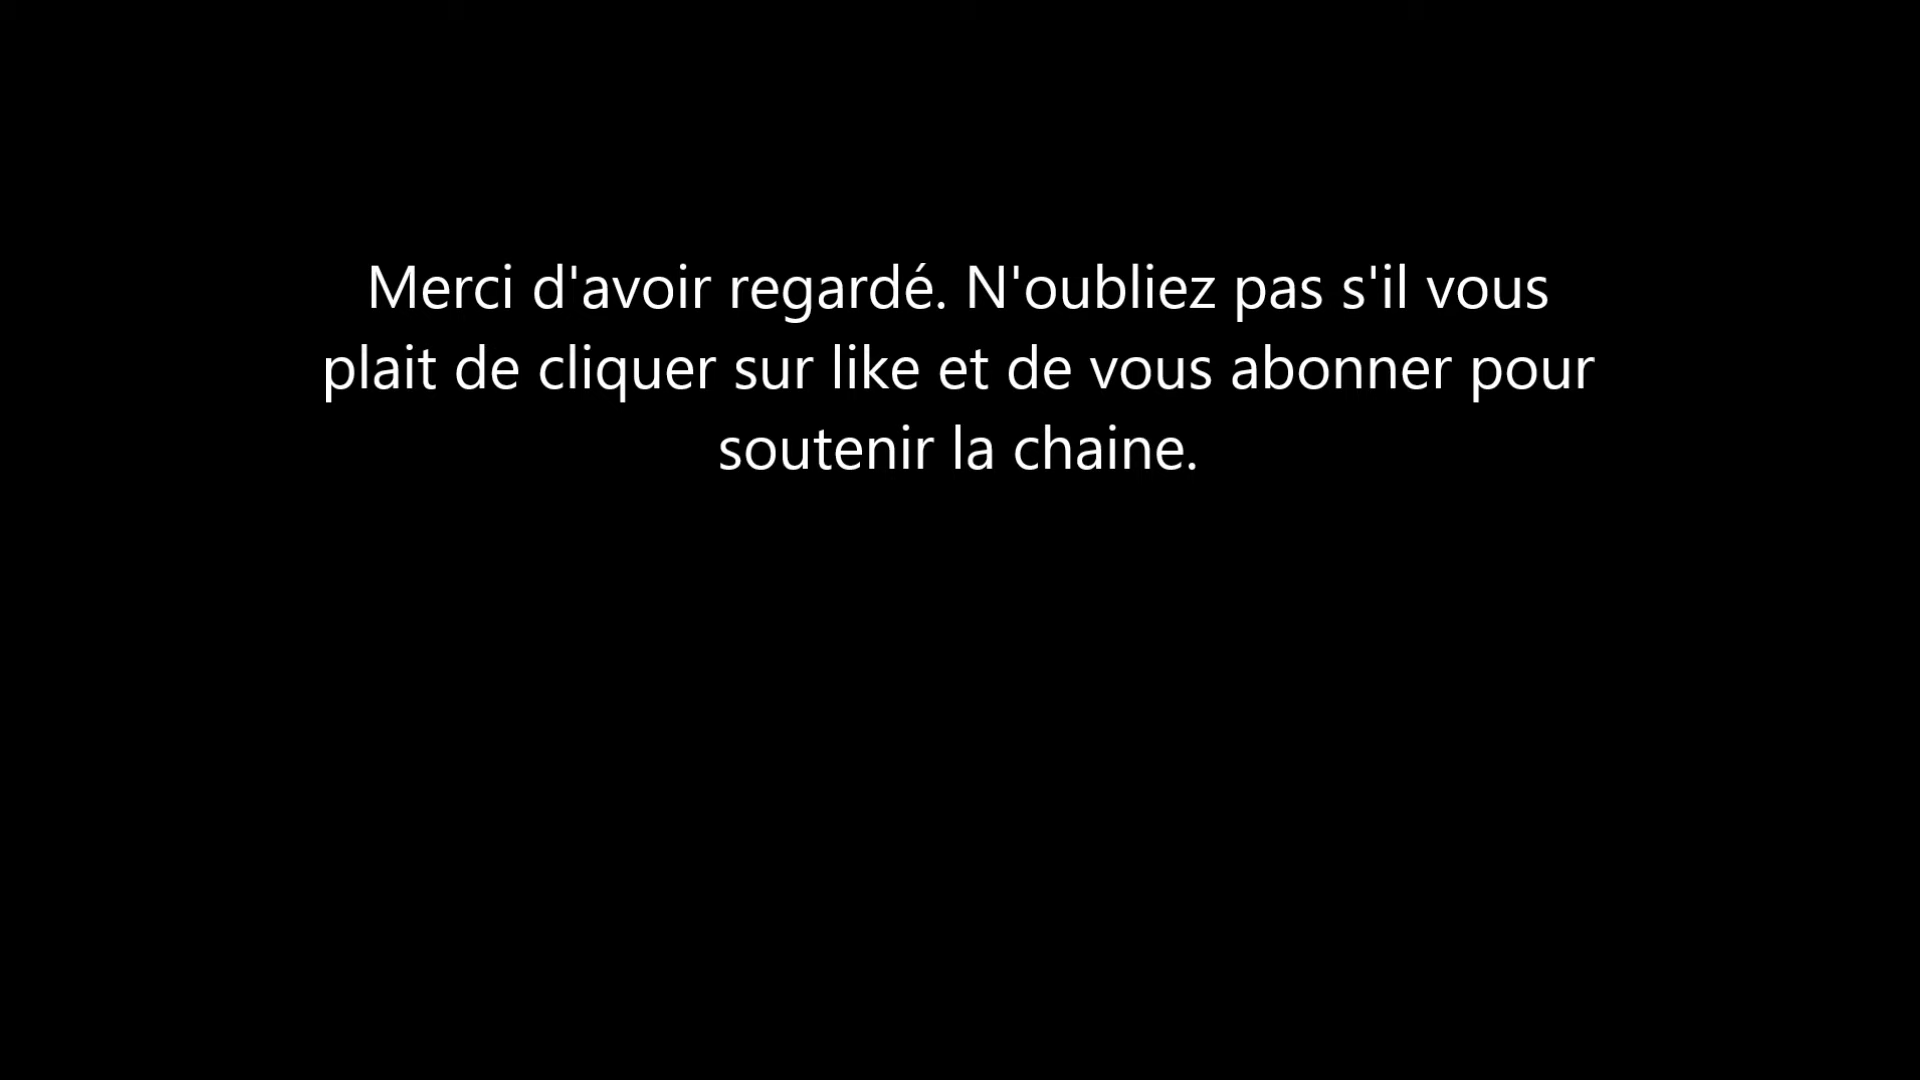 Merci d'avoir regardé. N'oubliez pas s'il vous
plait de cliquer sur like et de vous abonner pour
soutenir la chaine.